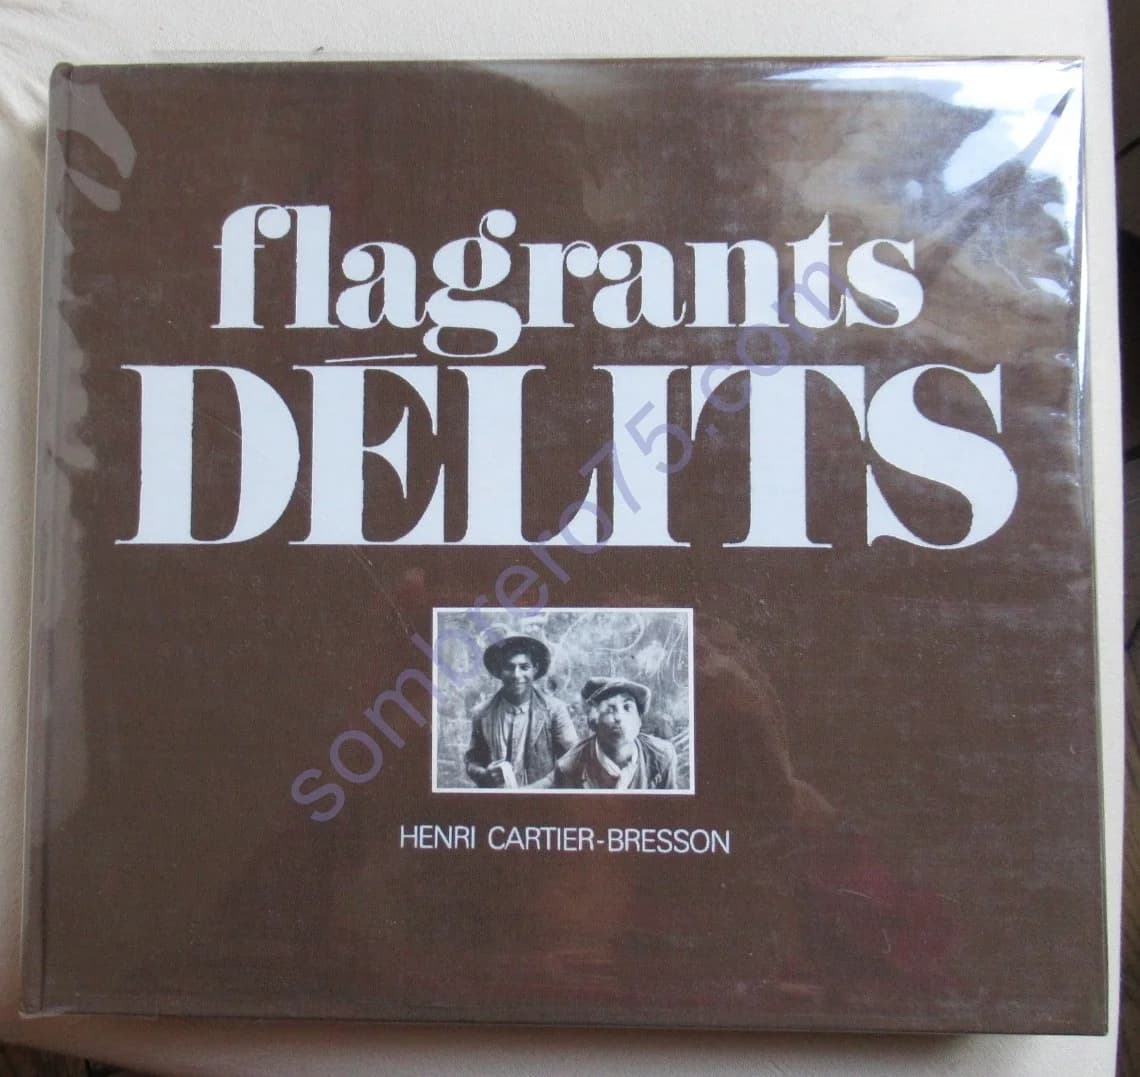 flagrants
DÉLITS
HENRI CARTIER-BRESSON
sombrero75.com